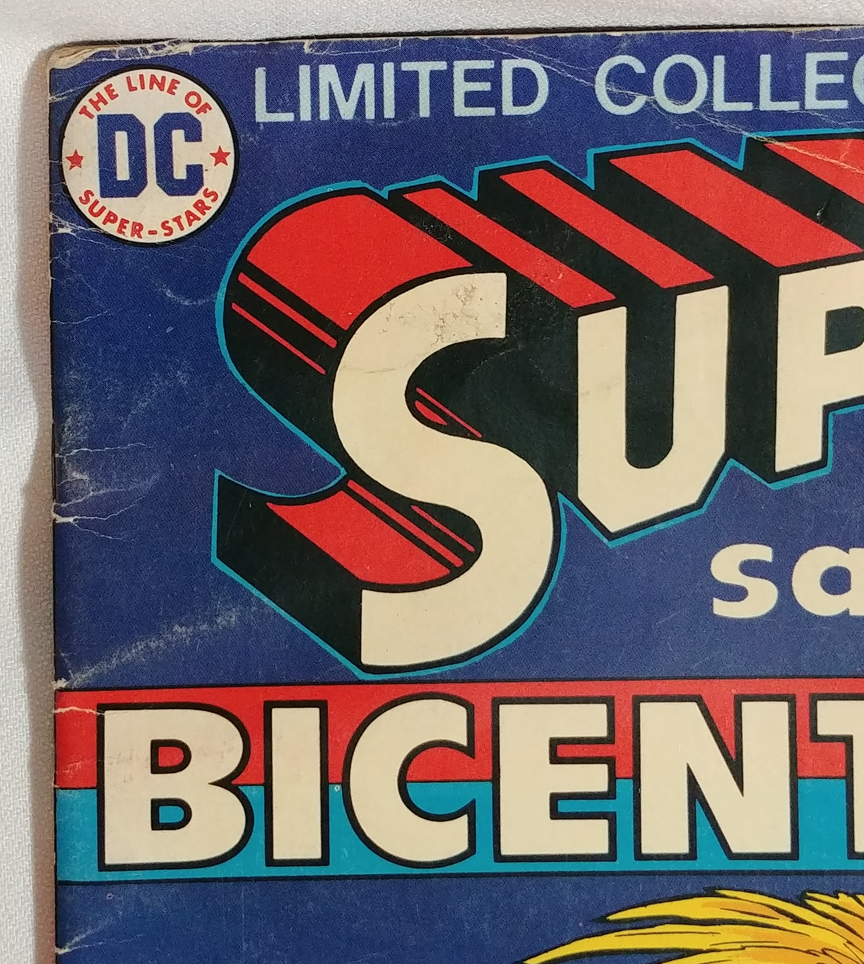 THE LINE OF
DC
SUPER-STARS
LIMITED COLLEC
SUP
sa
BICENT